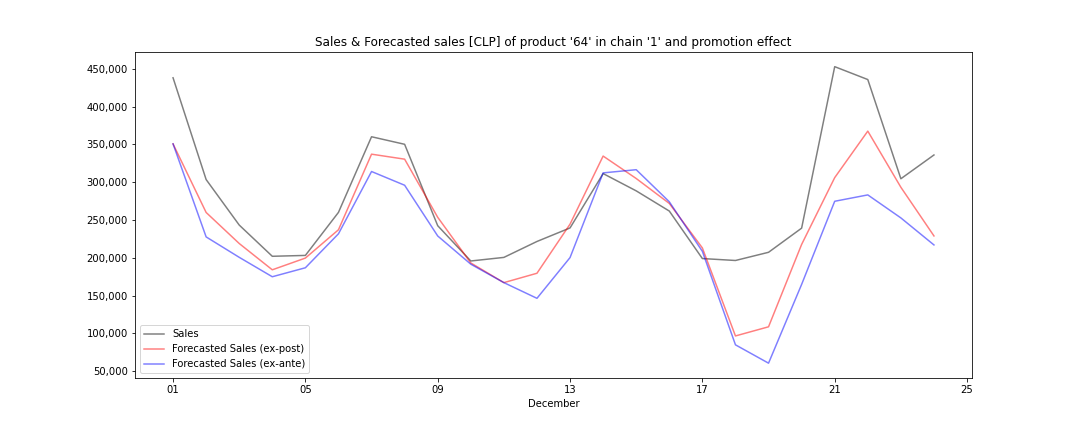 Sales & Forecasted sales [CLP] of product '64' in chain '1' and promotion effect
450,000
400,000
350,000
300,000
250,000
200,000
150,000
100,000
50,000
Sales
Forecasted Sales (ex-post)
Forecasted Sales (ex-ante)
01 05 09 13 17 21 25
December